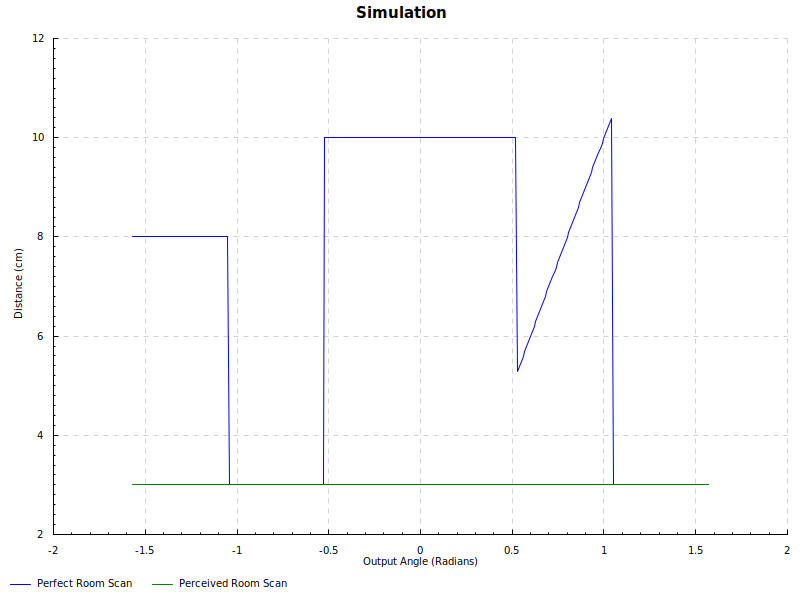 Simulation
12
10
8
6
4
2
Distance (cm)
-2 -1.5 -1 -0.5 0 0.5 1 1.5 2
Output Angle (Radians)
Perfect Room Scan Perceived Room Scan